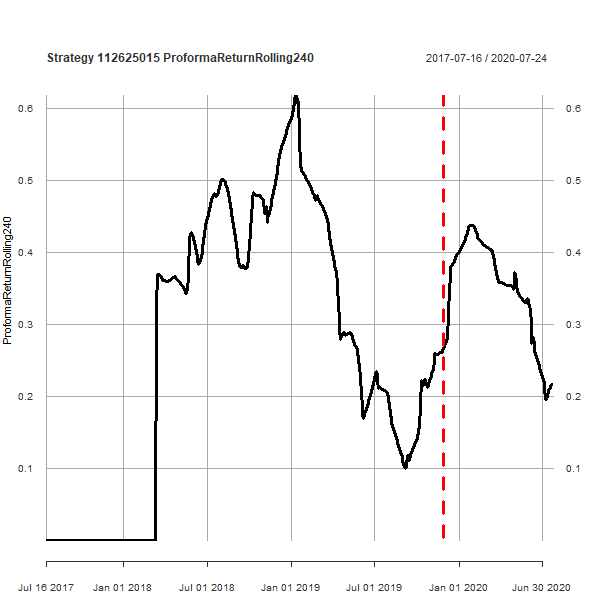 Strategy 112625015 ProformaReturnRolling240
2017-07-16 / 2020-07-24
ProformaReturnRolling240
0.6 0.6
0.5 0.5
0.4 0.4
0.3 0.3
0.2 0.2
0.1 0.1
Jul 16 2017 Jan 01 2018 Jul 01 2018 Jan 01 2019 Jul 01 2019 Jan 01 2020 Jun 30 2020